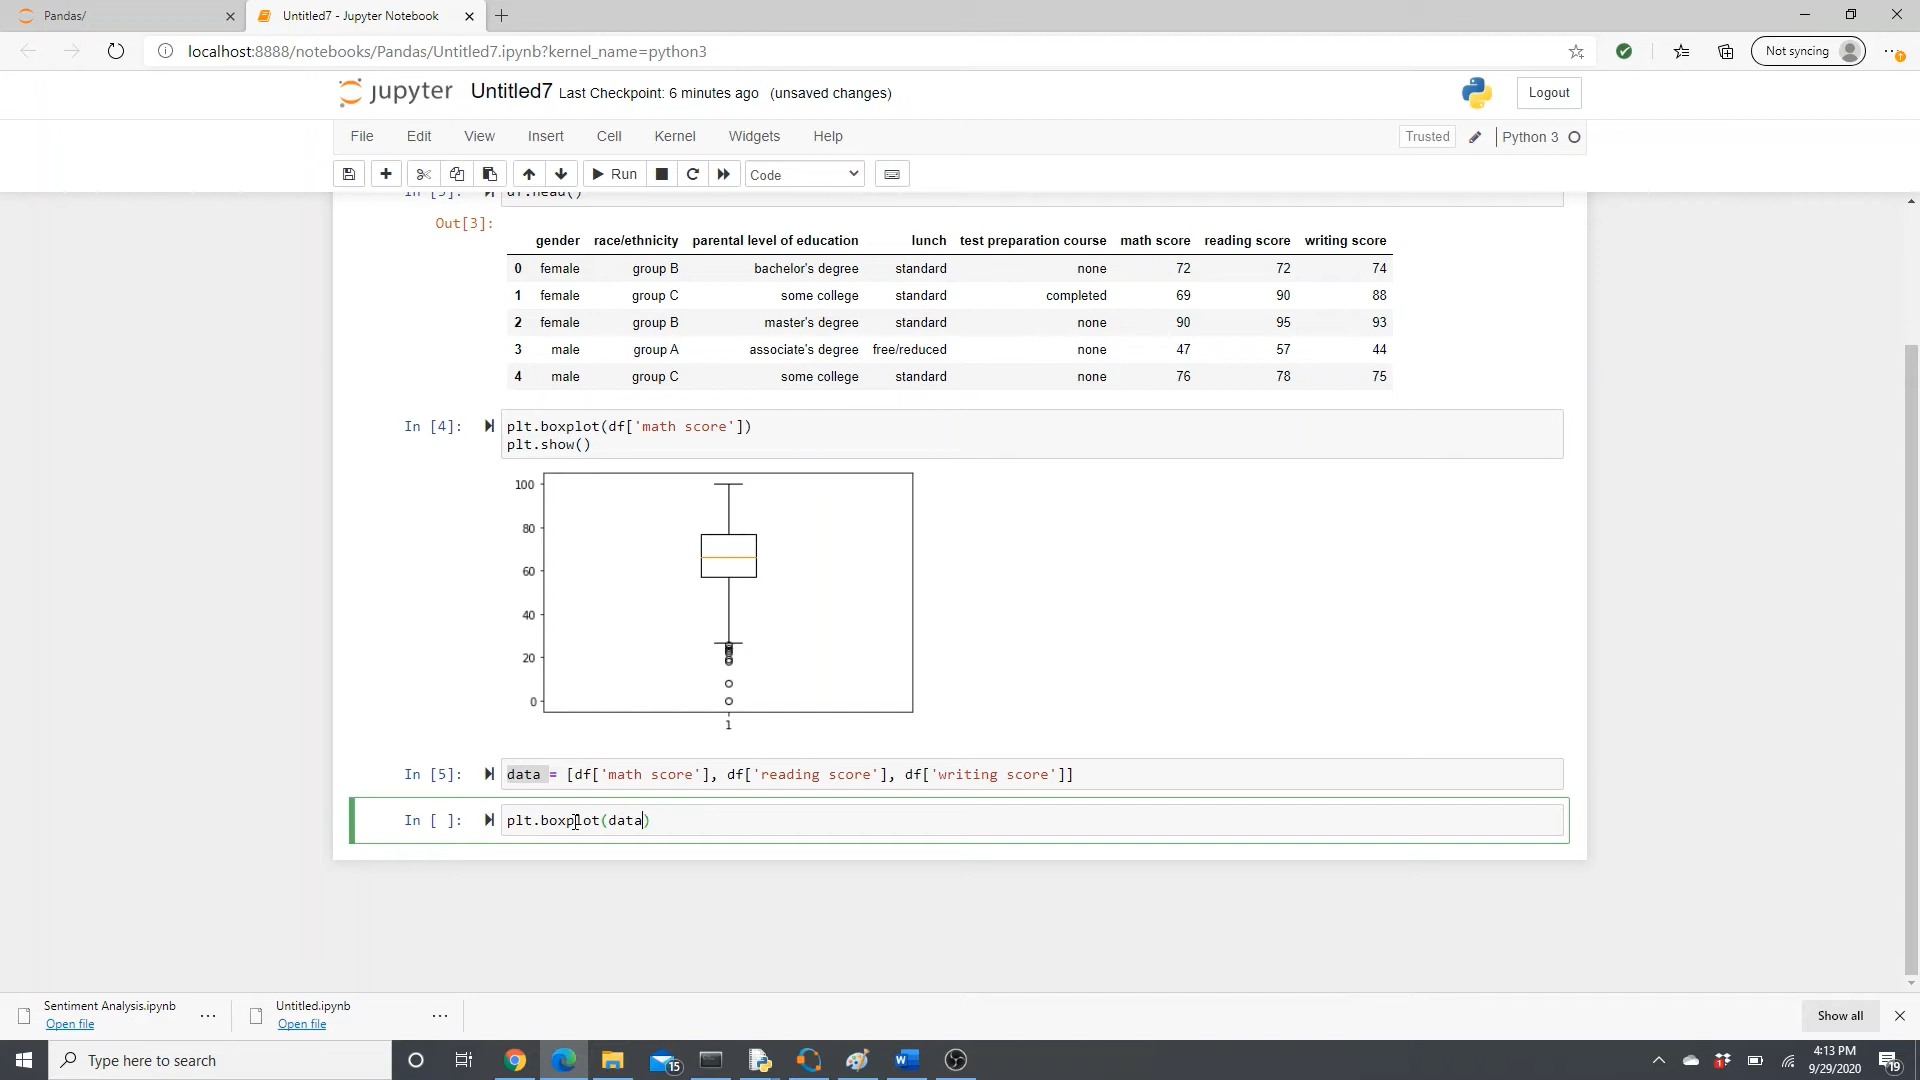 Pandas/
Untitled7 - Jupyter Notebook
localhost:8888/notebooks/Pandas/Untitled7.ipynb?kernel_name=python3
Not syncing
jupyter Untitled7 Last Checkpoint: 6 minutes ago (unsaved changes)
Logout
File Edit View Insert Cell Kernel Widgets Help
Trusted Python 3
Run Code
In [3]: df.head()
Out[3]:
gender race/ethnicity parental level of education lunch test preparation course math score reading score writing score
0 female group B bachelor's degree standard none 72 72 74
1 female group C some college standard completed 69 90 88
2 female group B master's degree standard none 90 95 93
3 male group A associate's degree free/reduced none 47 57 44
4 male group C some college standard none 76 78 75
In [4]: plt.boxplot(df['math score'])
plt.show()
100
80
60
40
20
0
1
In [5]: data = [df['math score'], df['reading score'], df['writing score']]
In [ ]: plt.boxplot(data)
Sentiment Analysis.ipynb
Open file
Untitled.ipynb
Open file
Show all
Type here to search
15
1
4:13 PM
9/29/2020
19